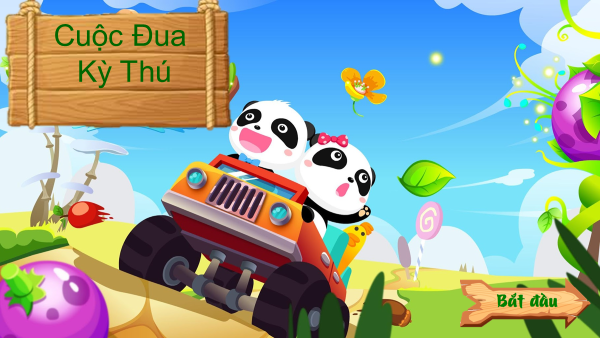 Cuộc Đua
Kỳ Thú
Bắt đầu